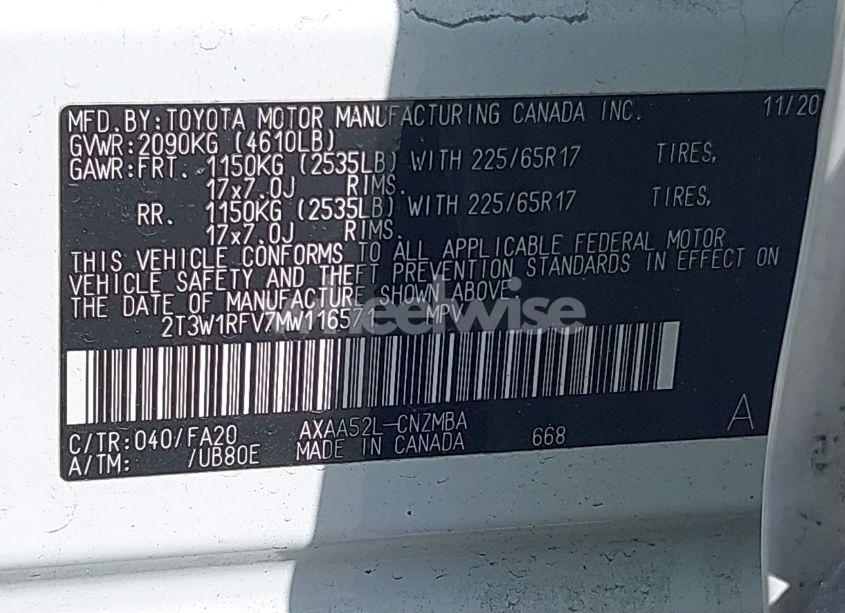 MFD.BY:TOYOTA MOTOR MANUFACTURING CANADA INC. 11/20
GVWR:2090KG (4610LB)
GAWR:FRT. 1150KG (2535LB) WITH 225/65R17 TIRES,
17x7.0J RIMS.
RR. 1150KG (2535LB) WITH 225/65R17 TIRES,
17x7.0J RIMS.
THIS VEHICLE CONFORMS TO ALL APPLICABLE FEDERAL MOTOR
VEHICLE SAFETY AND THEFT PREVENTION STANDARDS IN EFFECT ON
THE DATE OF MANUFACTURE SHOWN ABOVE.
2T3W1RFV7MW116571 MPV
wheelwise
C/TR:040/FA20 AXAA52L-CNZMBA 668 A
A/TM: /UB80E MADE IN CANADA